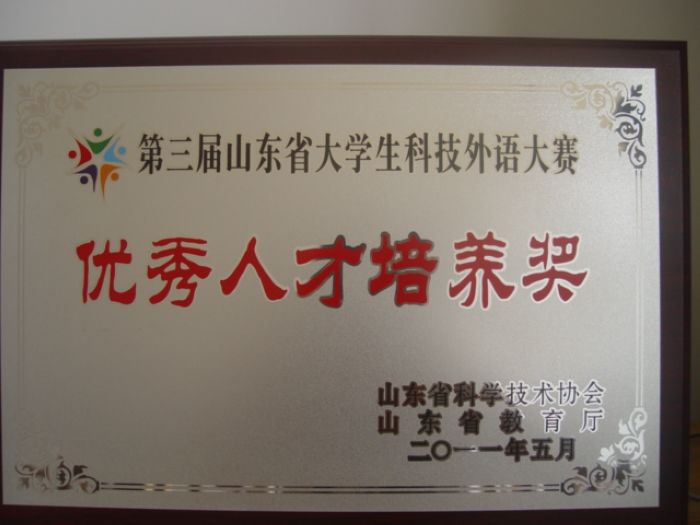 第三届山东省大学生科技外语大赛
优秀人才培养奖
山东省科学技术协会
山东省教育厅
二〇一一年五月